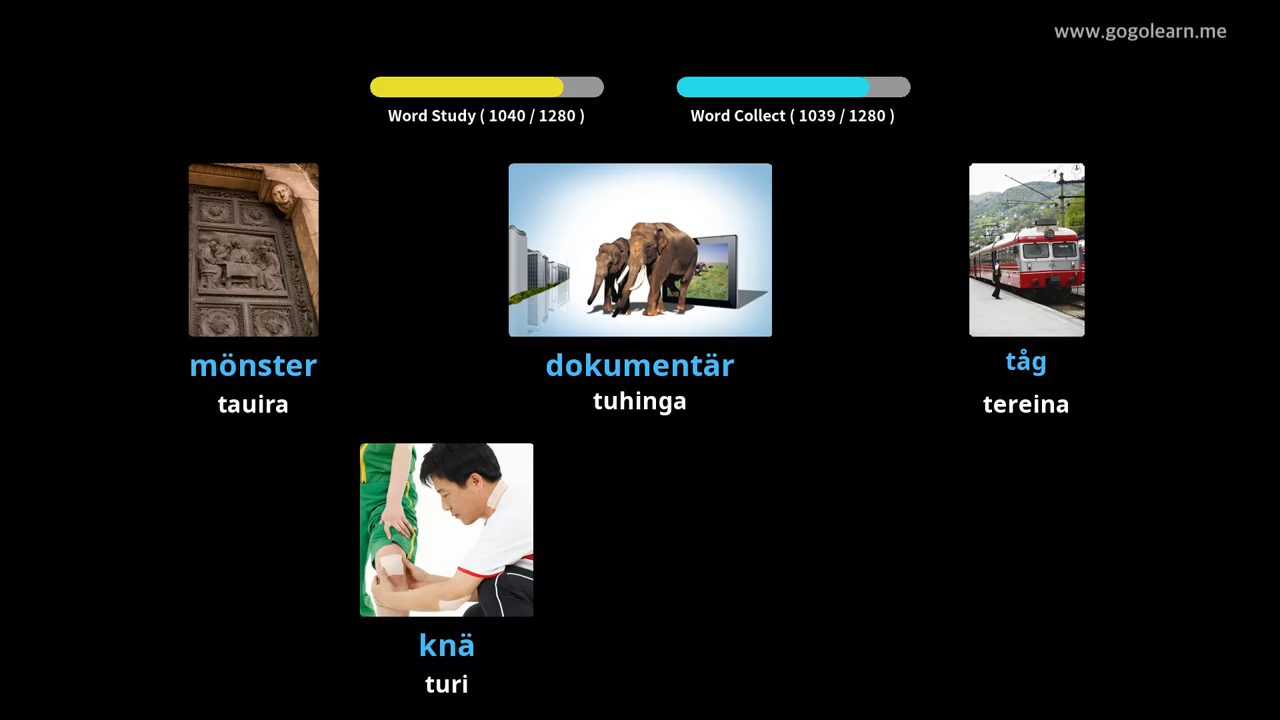 www.gogolearn.me
Word Study ( 1040 / 1280 )
Word Collect ( 1039 / 1280 )
mönster
tauira
dokumentär
tuhinga
tåg
tereina
knä
turi